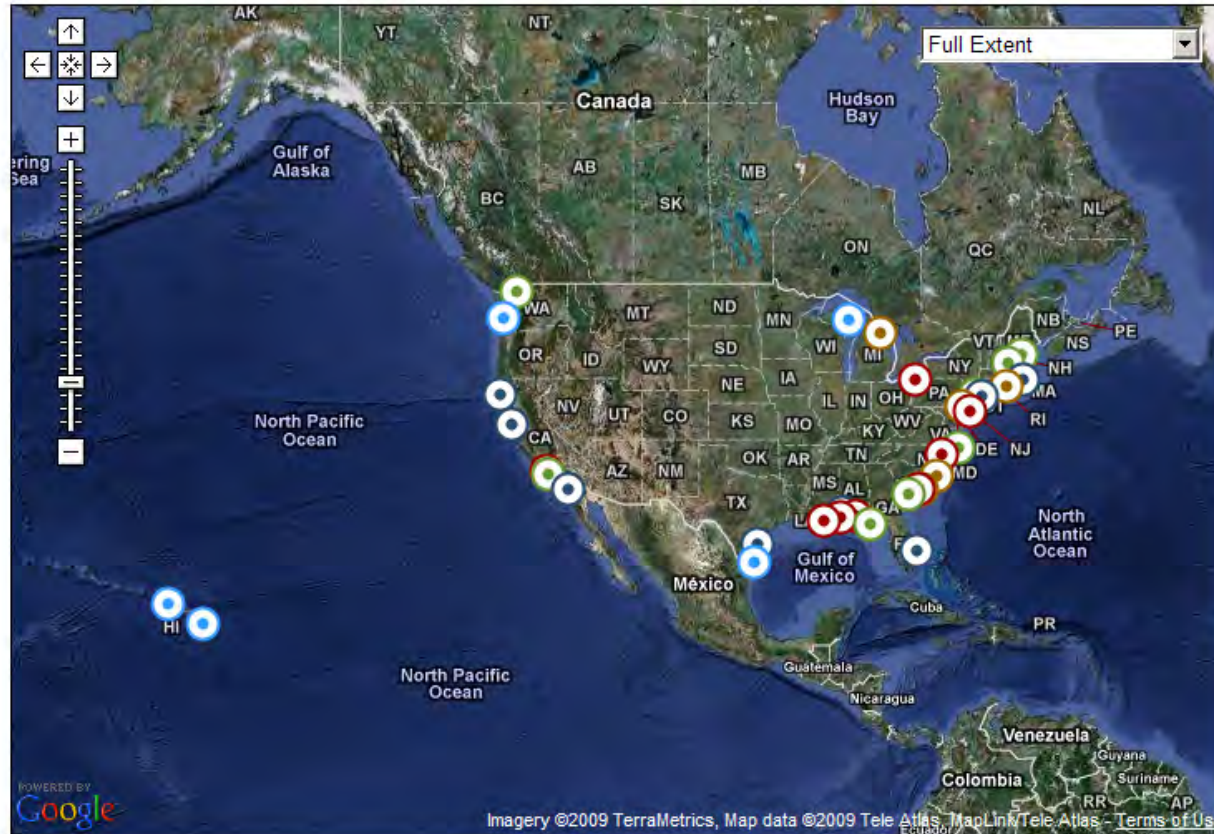 AK
YT
NT
Full Extent
Canada
Hudson
Bay
Gulf of
Alaska
ering
Sea
AB
MB
BC
SK
NL
ON
QC
WA
MT
ND
MN
NB
PE
OR
ID
SD
WI
MI
VT
NS
WY
NY
NH
NE
IA
PA
MA
NV
UT
CO
IL
IN
OH
RI
North Pacific
Ocean
CA
KS
MO
WV
KY
VA
DE
NJ
AZ
NM
OK
AR
TN
MD
MS
AL
GA
TX
North
Atlantic
Ocean
Gulf of
Mexico
México
HI
Cuba
PR
Guatemala
Nicaragua
North Pacific
Ocean
Venezuela
Guyana
Colombia
Suriname
RR
AP
Ecuador
POWERED BY
Google
Imagery ©2009 TerraMetrics, Map data ©2009 Tele Atlas, MapLink/Tele Atlas - Terms of Us